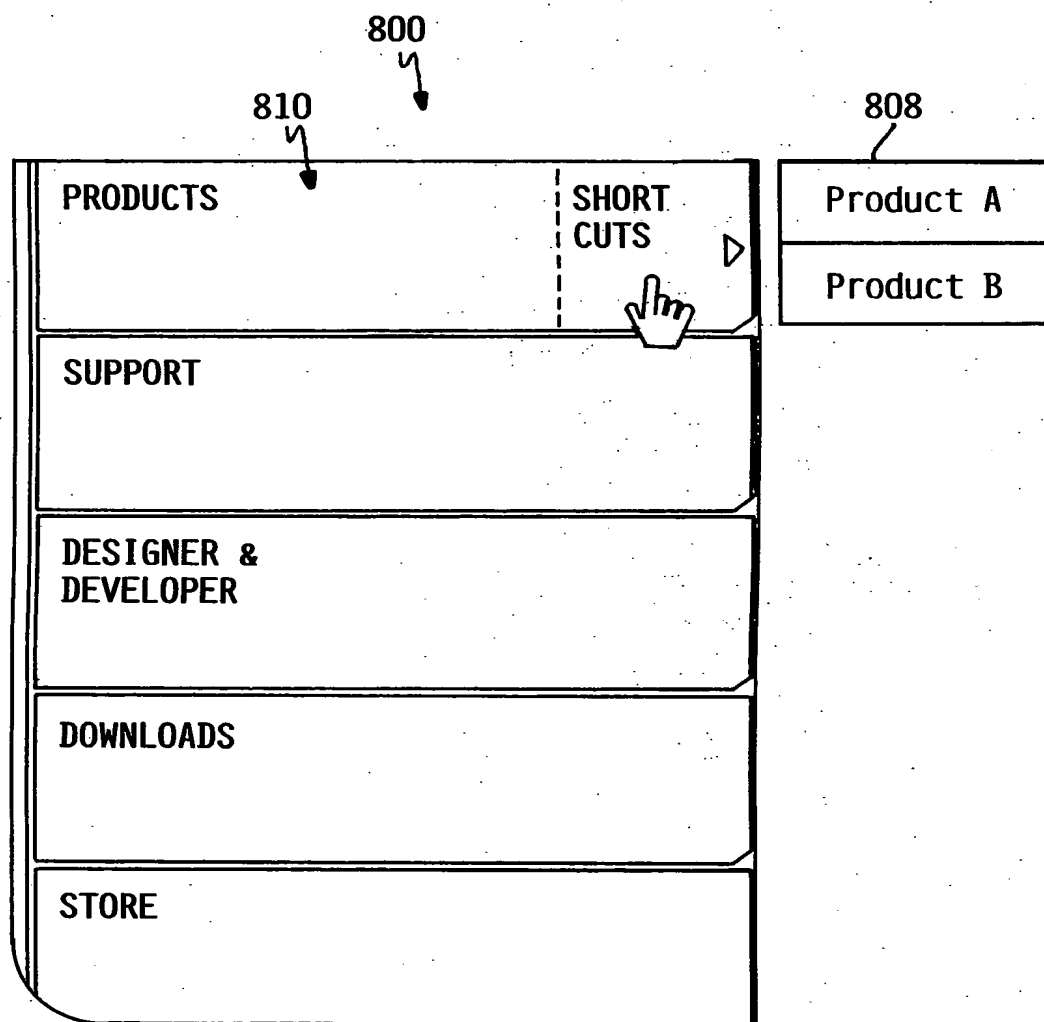 800
810
808
PRODUCTS
SHORT
CUTS
Product A
Product B
SUPPORT
DESIGNER &
DEVELOPER
DOWNLOADS
STORE